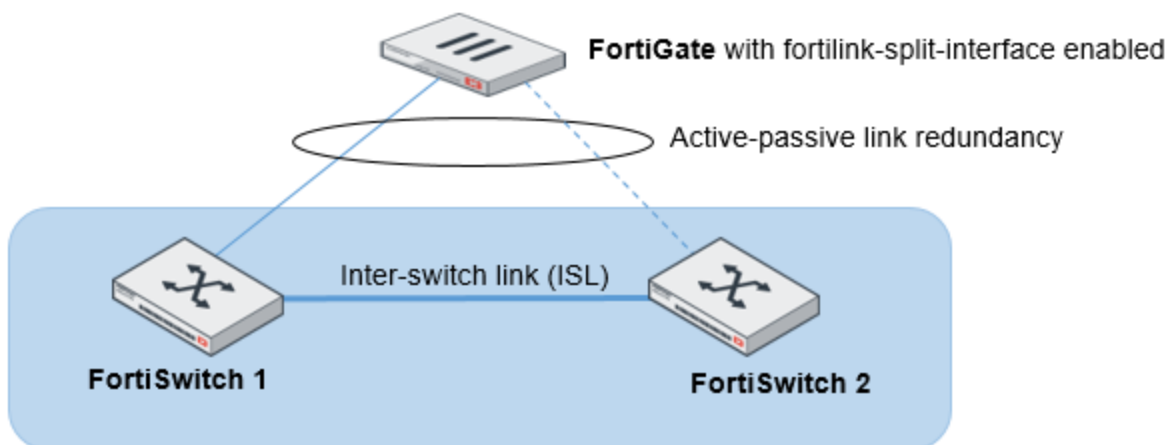 FortiGate with fortilink-split-interface enabled
Active-passive link redundancy
Inter-switch link (ISL)
FortiSwitch 1
FortiSwitch 2